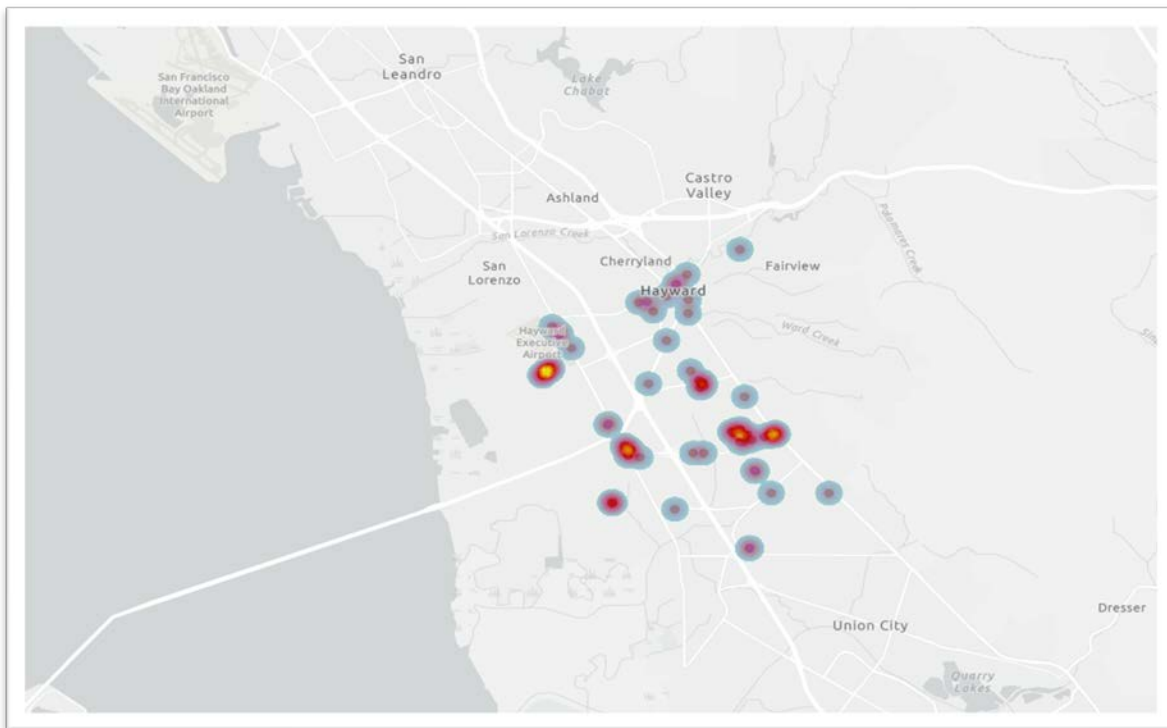 San
Leandro
San Francisco
Bay Oakland
International
Airport
Lake
Chabot
Castro
Valley
Ashland
Palomares Creek
San Lorenzo Creek
Cherryland
San
Lorenzo
Fairview
Hayward
Ward Creek
Hayward
Executive
Airport
Dresser
Union City
Quarry
Lakes